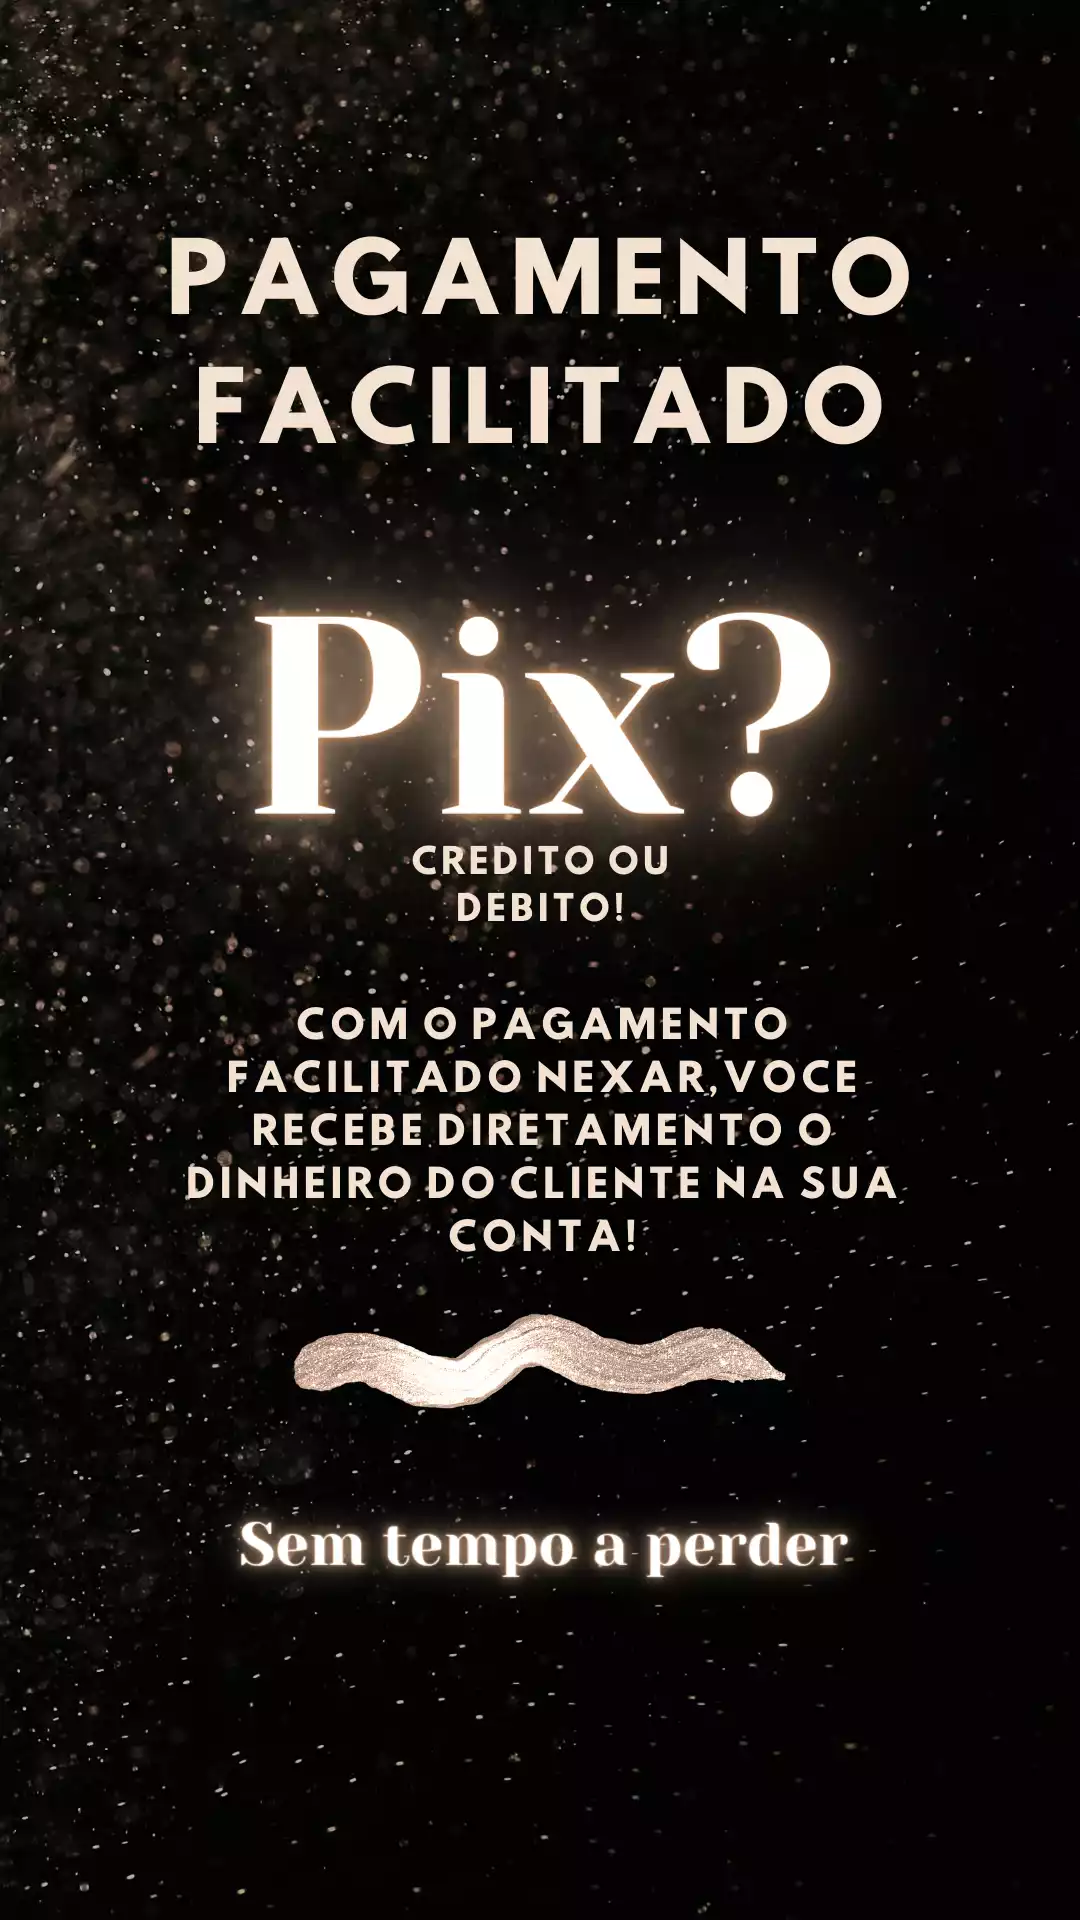 PAGAMENTO
FACILITADO
Pix?
CREDITO OU
DEBITO!
COM O PAGAMENTO
FACILITADO NEXAR,VOCE
RECEBE DIRETAMENTO O
DINHEIRO DO CLIENTE NA SUA
CONTA!
Sem tempo a perder